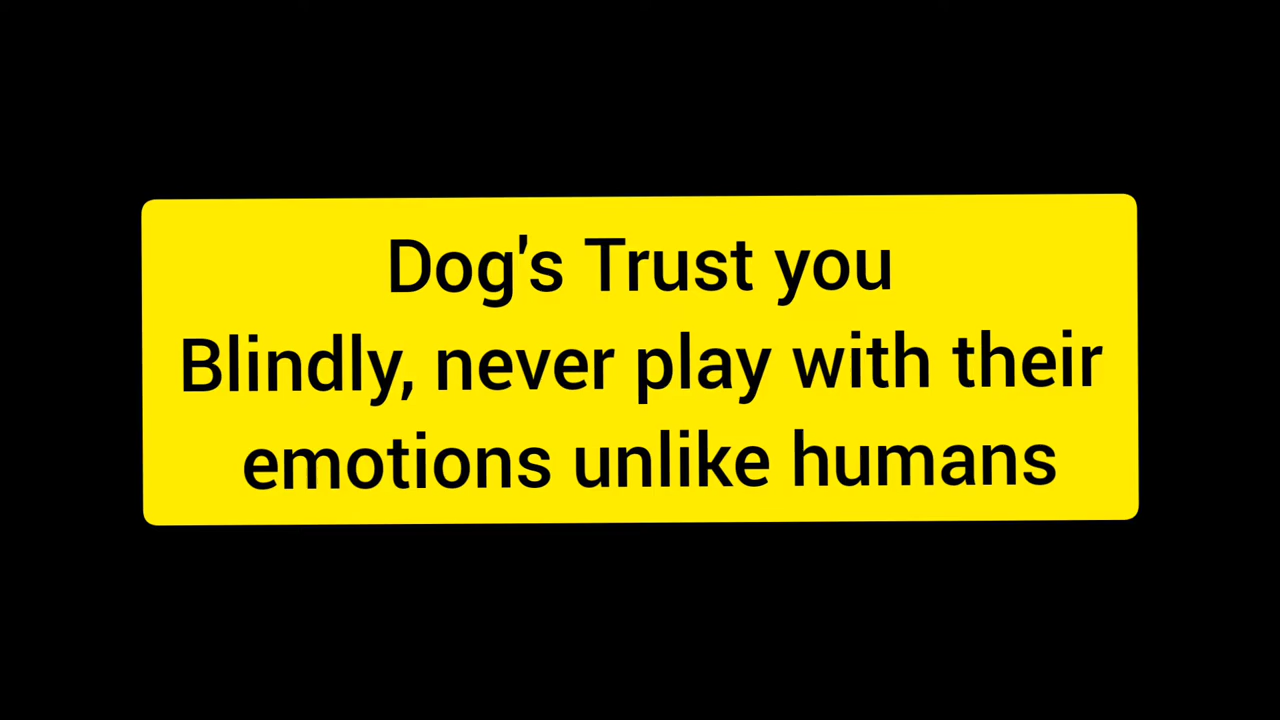 Dog's Trust you
Blindly, never play with their
emotions unlike humans